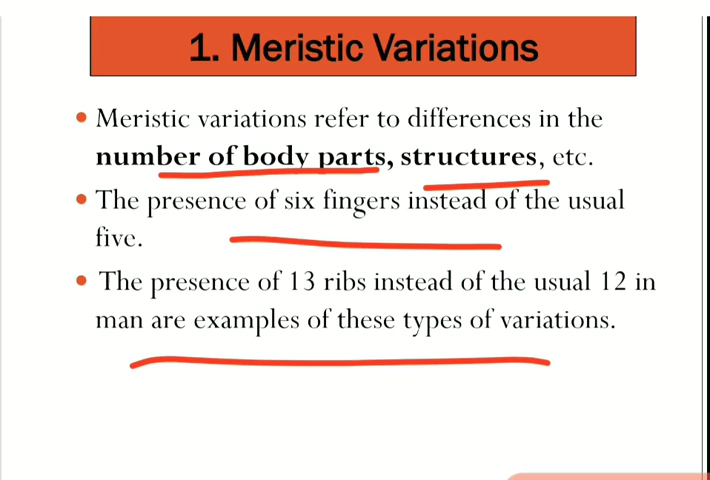 1. Meristic Variations
• Meristic variations refer to differences in the
number of body parts, structures, etc.
• The presence of six fingers instead of the usual
five.
• The presence of 13 ribs instead of the usual 12 in
man are examples of these types of variations.